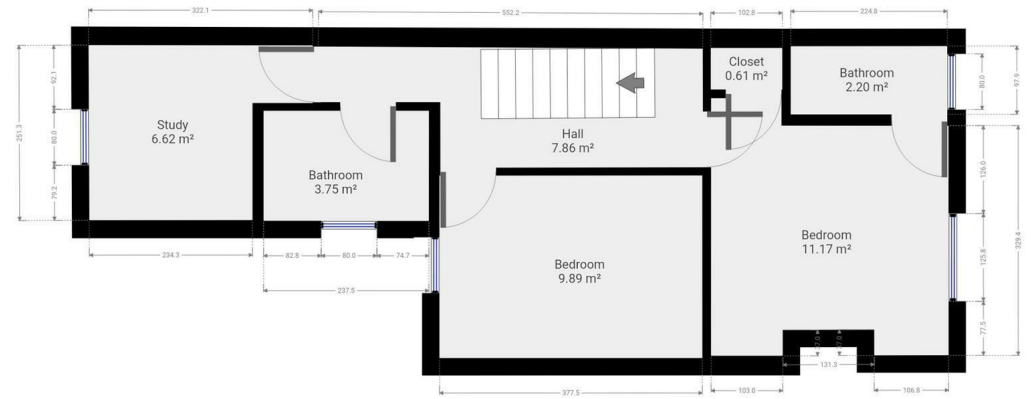 322.1
552.2
102.8
224.8
251.3
92.1
80.0
79.2
Study
6.62 m²
Bathroom
3.75 m²
Hall
7.86 m²
Closet
0.61 m²
Bathroom
2.20 m²
80.0
97.9
126.0
125.8
77.5
329.4
Bedroom
9.89 m²
Bedroom
11.17 m²
234.3
82.8
80.0
74.7
237.5
377.5
103.0
131.3
106.8